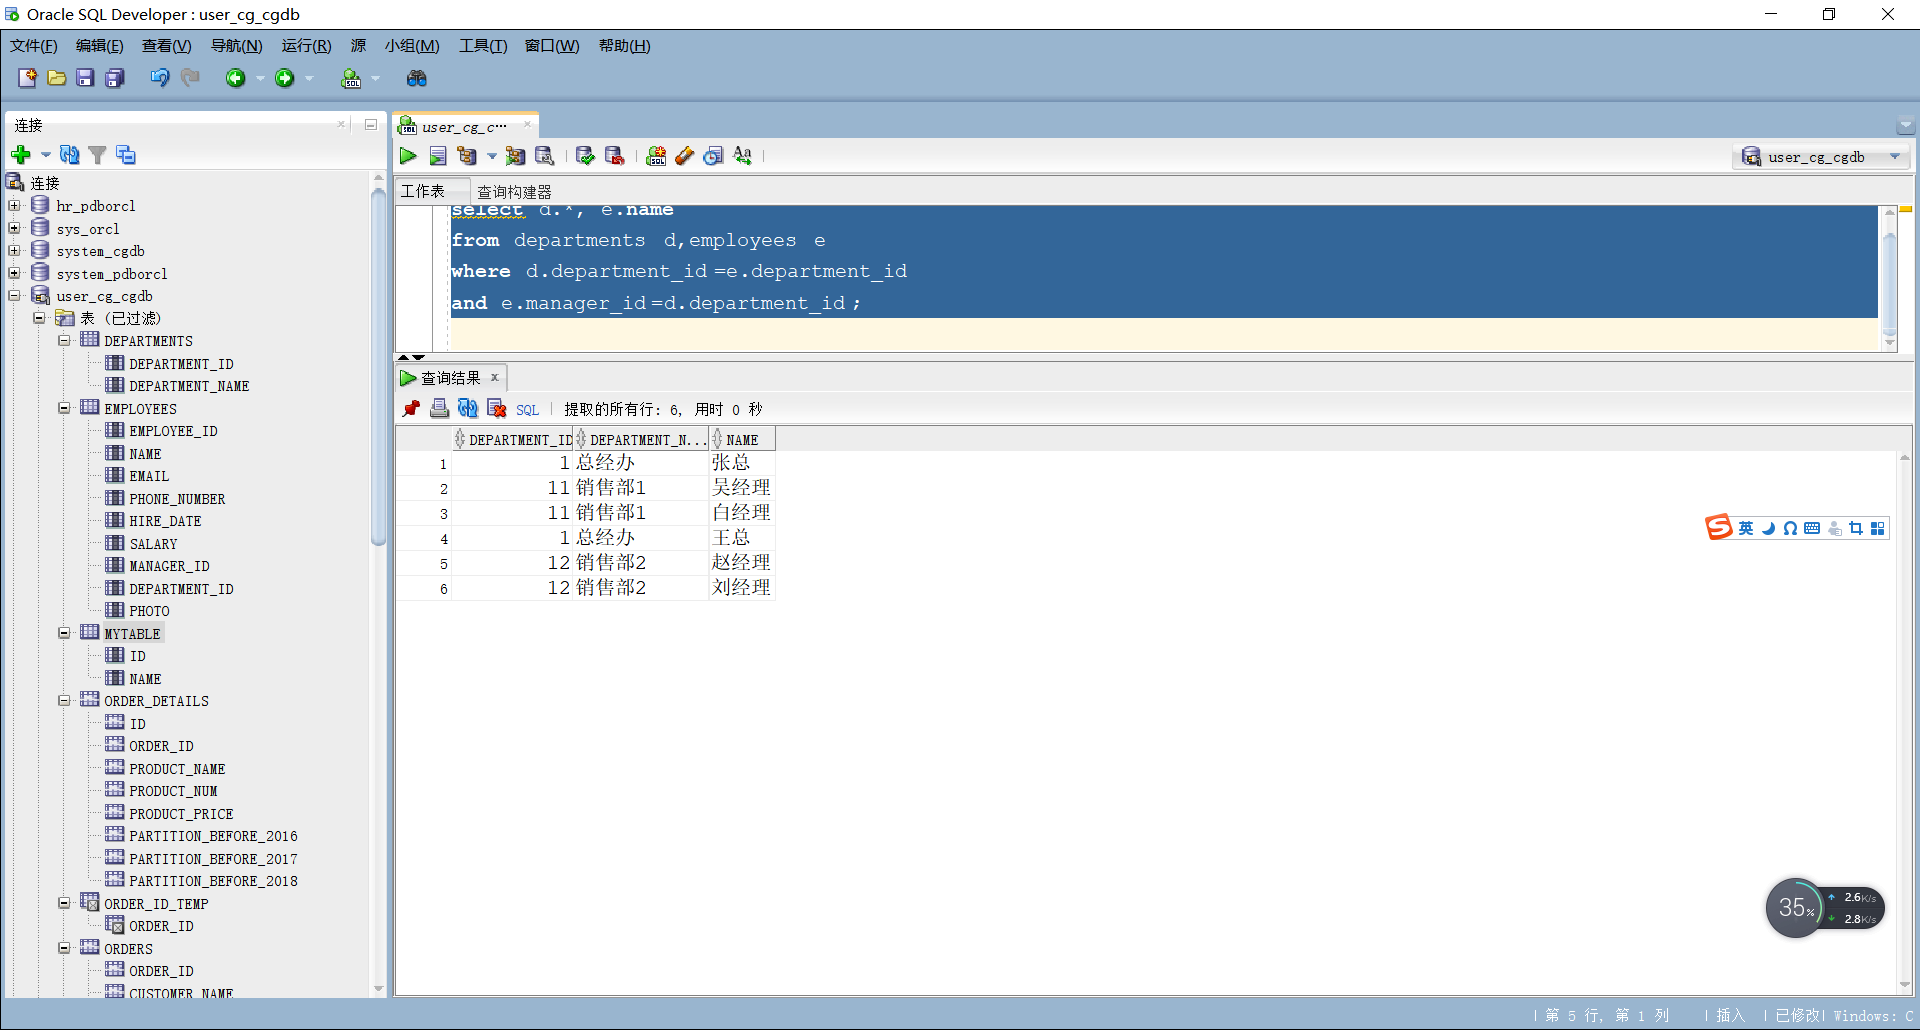 Oracle SQL Developer : user_cg_cgdb
文件(F) 编辑(E) 查看(V) 导航(N) 运行(R) 源 小组(M) 工具(T) 窗口(W) 帮助(H)
连接
连接
hr_pdborcl
sys_orcl
system_cgdb
system_pdborcl
user_cg_cgdb
表 (已过滤)
DEPARTMENTS
DEPARTMENT_ID
DEPARTMENT_NAME
EMPLOYEES
EMPLOYEE_ID
NAME
EMAIL
PHONE_NUMBER
HIRE_DATE
SALARY
MANAGER_ID
DEPARTMENT_ID
PHOTO
MYTABLE
ID
NAME
ORDER_DETAILS
ID
ORDER_ID
PRODUCT_NAME
PRODUCT_NUM
PRODUCT_PRICE
PARTITION_BEFORE_2016
PARTITION_BEFORE_2017
PARTITION_BEFORE_2018
ORDER_ID_TEMP
ORDER_ID
ORDERS
ORDER_ID
CUSTOMER_NAME
user_cg_c…
user_cg_cgdb
工作表 查询构建器
select d.*, e.name
from departments d,employees e
where d.department_id=e.department_id
and e.manager_id=d.department_id;
查询结果 x
SQL | 提取的所有行: 6, 用时 0 秒
DEPARTMENT_ID DEPARTMENT_N... NAME
1 1 总经办 张总
2 11 销售部1 吴经理
3 11 销售部1 白经理
4 1 总经办 王总
5 12 销售部2 赵经理
6 12 销售部2 刘经理
英
35% 2.6K/s
2.8K/s
第 5 行, 第 1 列 | 插入 | 已修改| Windows: C